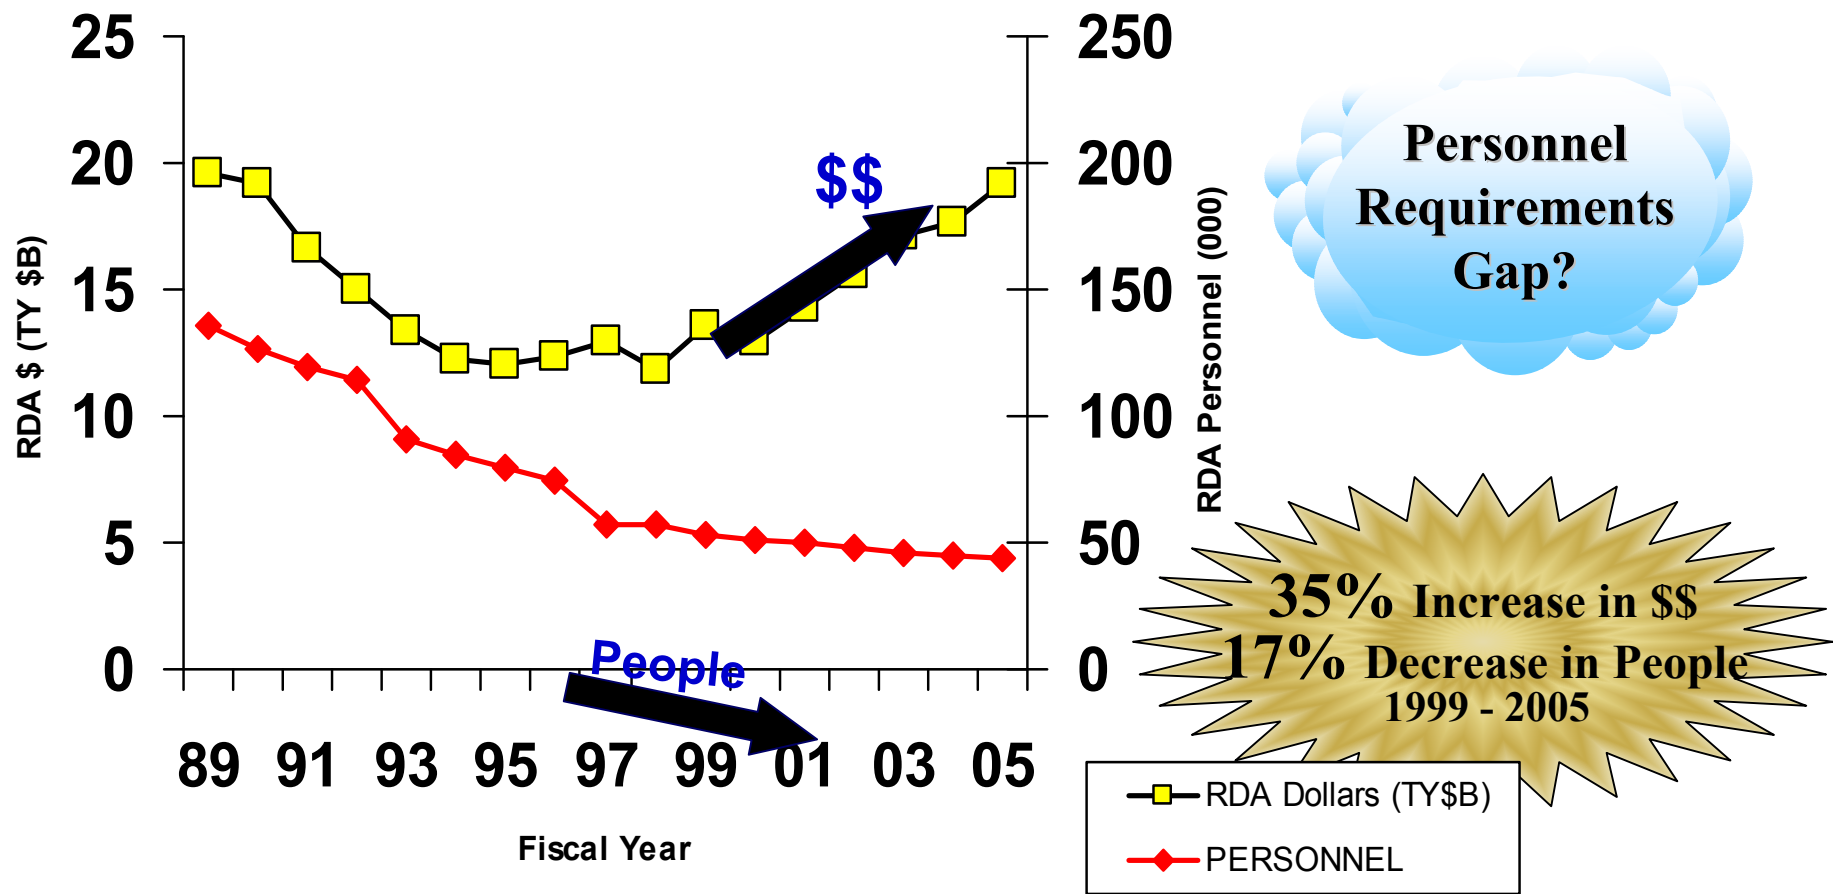 25
20
15
10
5
0
RDA $ (TY $B)
250
200
150
100
50
0
RDA Personnel (000)
$$
People
89 91 93 95 97 99 01 03 05
Fiscal Year
Personnel
Requirements
Gap?
35% Increase in $$
17% Decrease in People
1999 - 2005
RDA Dollars (TY$B)
PERSONNEL